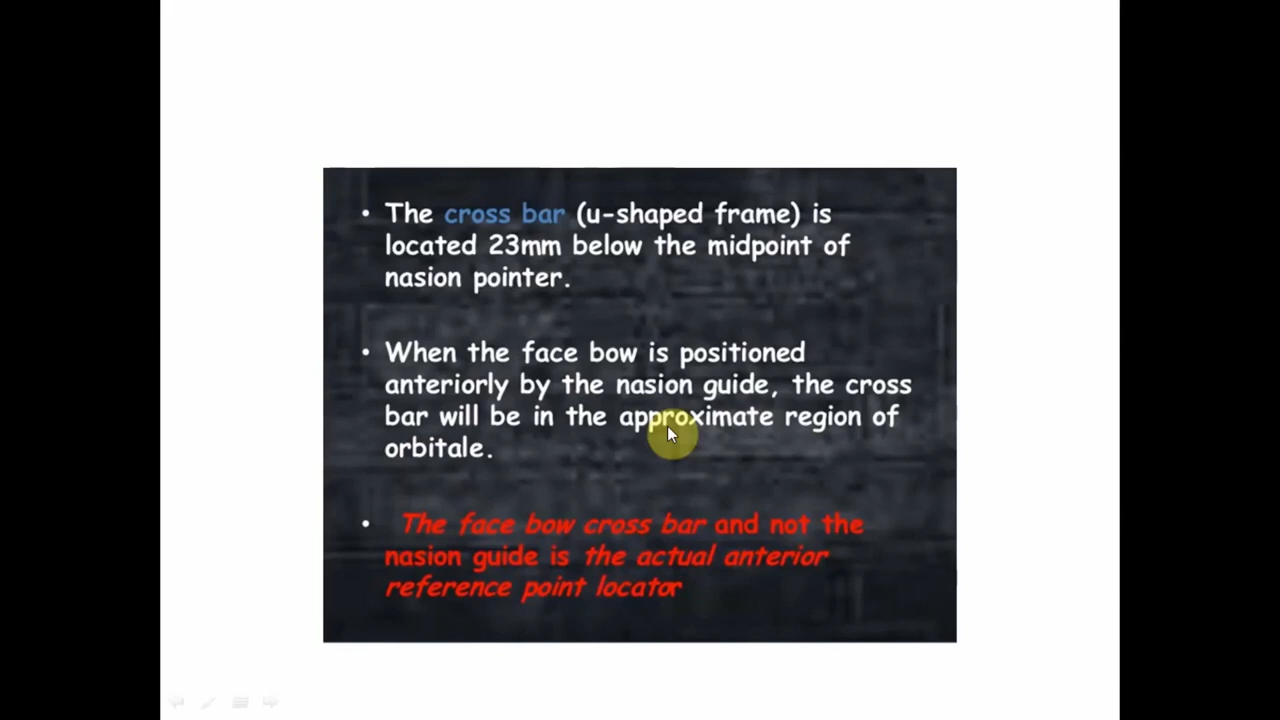 • The cross bar (u-shaped frame) is
located 23mm below the midpoint of
nasion pointer.
• When the face bow is positioned
anteriorly by the nasion guide, the cross
bar will be in the approximate region of
orbitale.
• The face bow cross bar and not the
nasion guide is the actual anterior
reference point locator